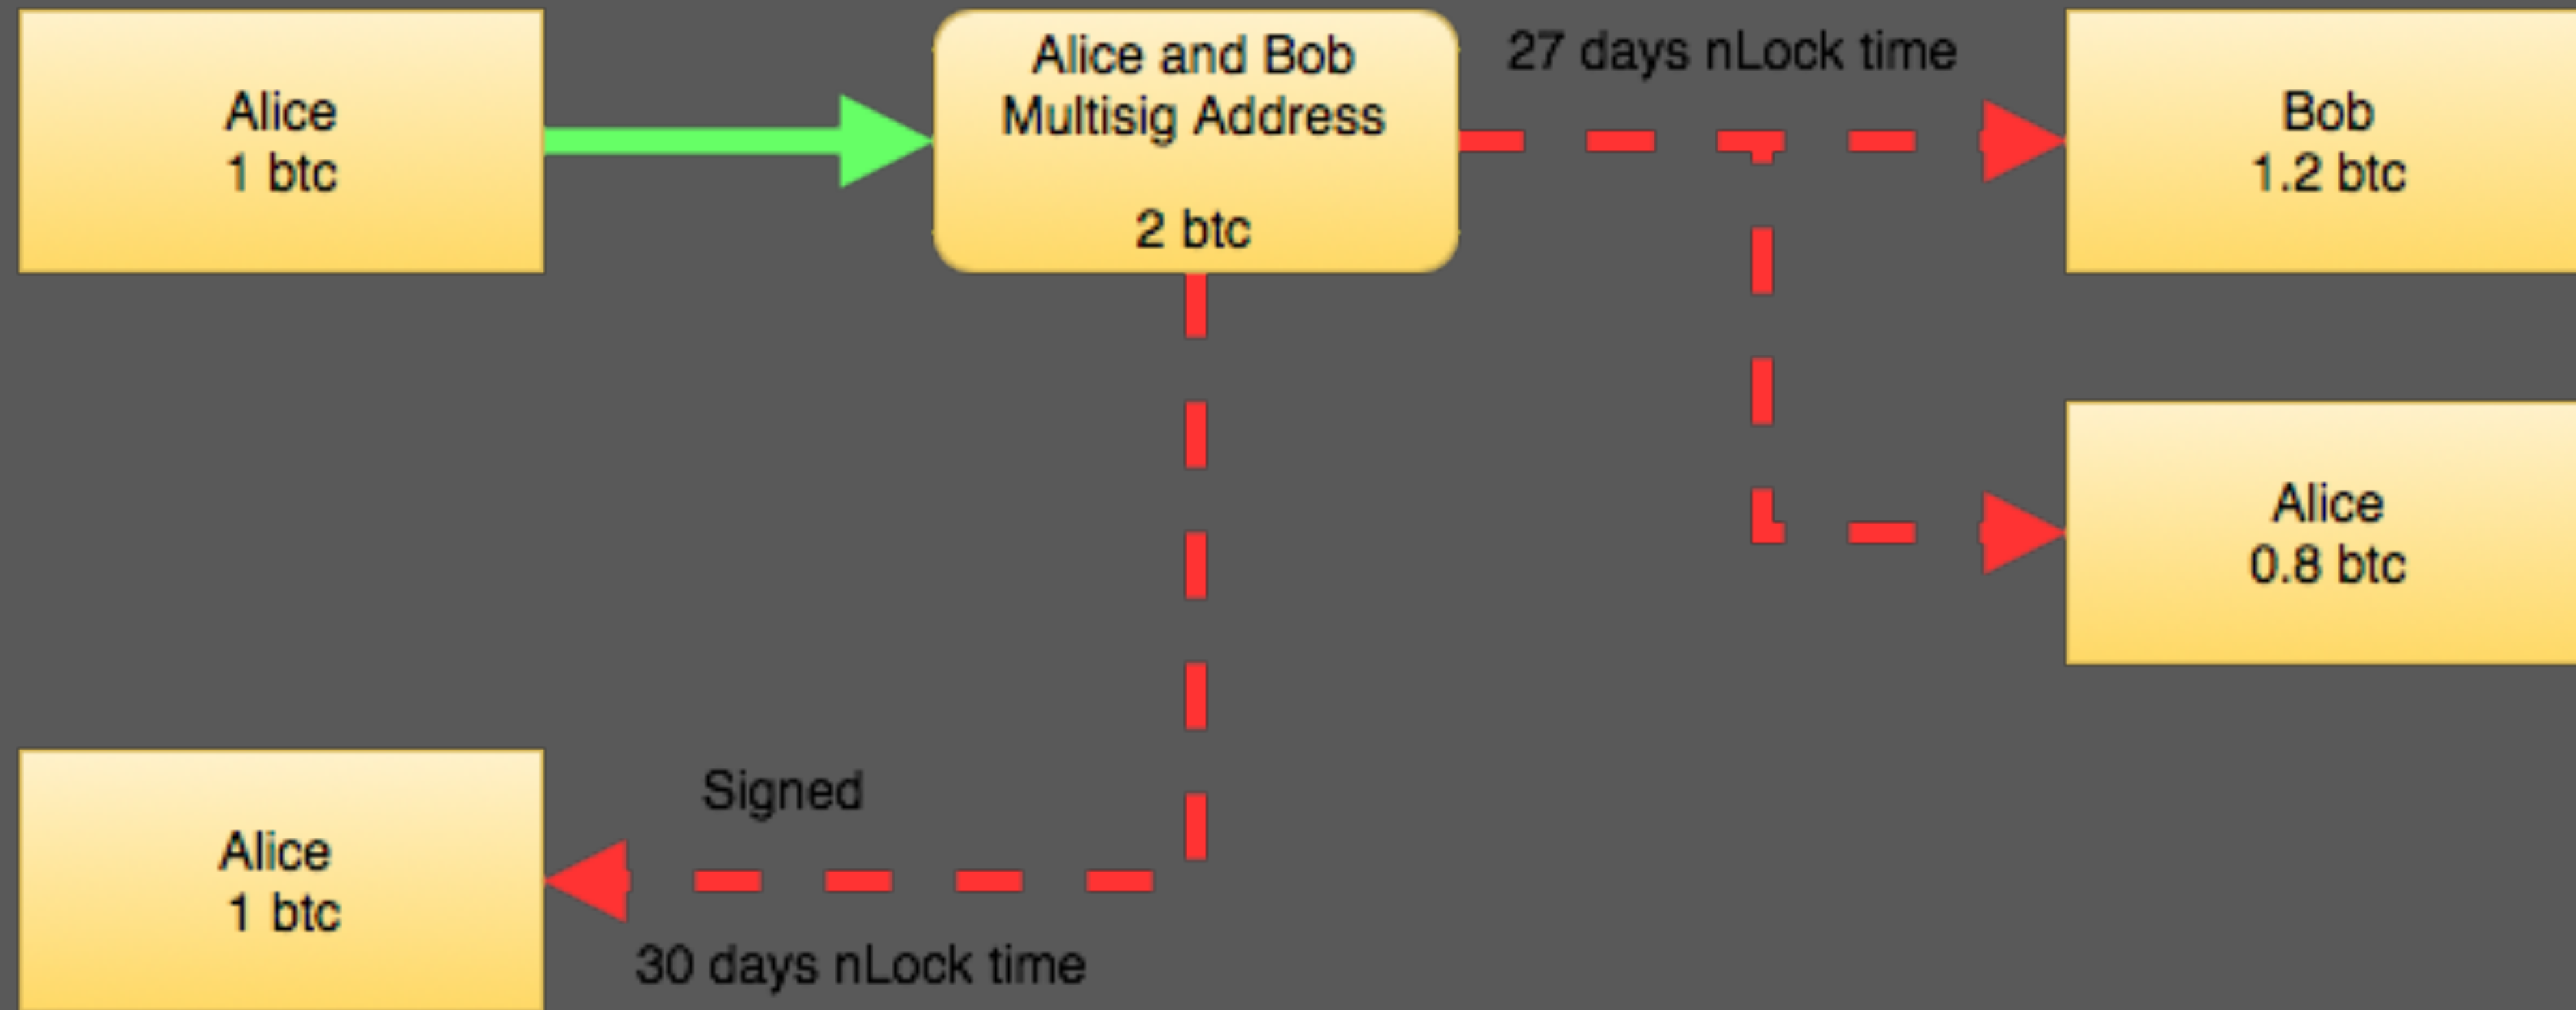 Alice
1 btc
Alice and Bob
Multisig Address
2 btc
27 days nLock time
Bob
1.2 btc
Alice
0.8 btc
Signed
Alice
1 btc
30 days nLock time